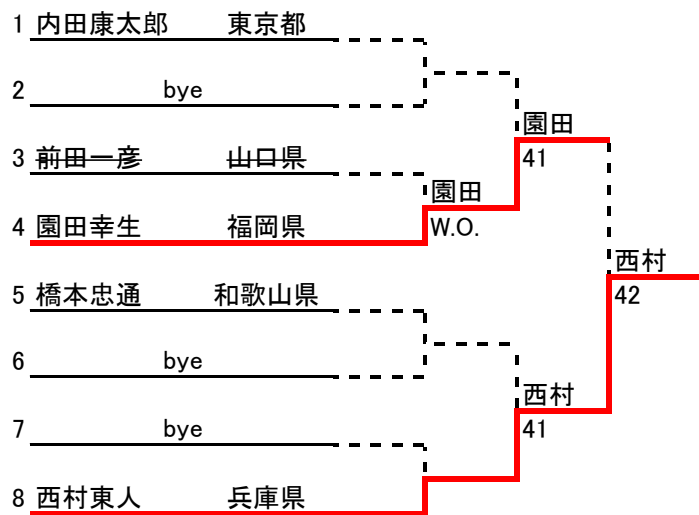 1 内田康太郎 東京都
2 bye
園田
3 前田一彦 山口県
41
園田
4 園田幸生 福岡県
W.O.
西村
5 橋本忠通 和歌山県
42
6 bye
西村
7 bye
41
8 西村東人 兵庫県